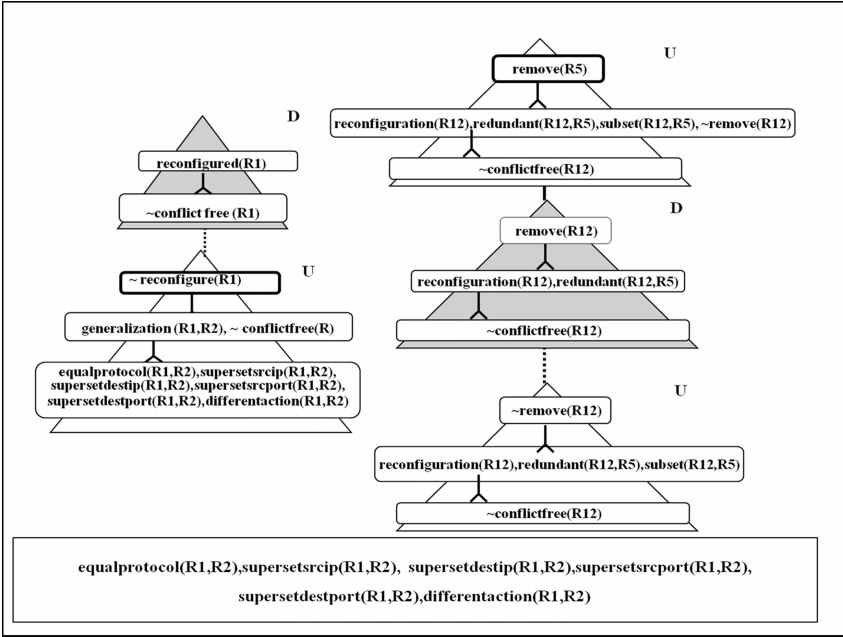 D
reconfigured(R1)
~conflict free (R1)
U
~ reconfigure(R1)
generalization (R1,R2), ~ conflictfree(R)
equalprotocol(R1,R2),supersetsrcip(R1,R2),
supersetdestip(R1,R2),supersetsrcport(R1,R2),
supersetdestport(R1,R2),differentaction(R1,R2)
U
remove(R5)
reconfiguration(R12),redundant(R12,R5),subset(R12,R5), ~remove(R12)
~conflictfree(R12)
D
remove(R12)
reconfiguration(R12),redundant(R12,R5)
~conflictfree(R12)
U
~remove(R12)
reconfiguration(R12),redundant(R12,R5),subset(R12,R5)
~conflictfree(R12)
equalprotocol(R1,R2),supersetsrcip(R1,R2), supersetdestip(R1,R2),supersetsrcport(R1,R2),
supersetdestport(R1,R2),differentaction(R1,R2)